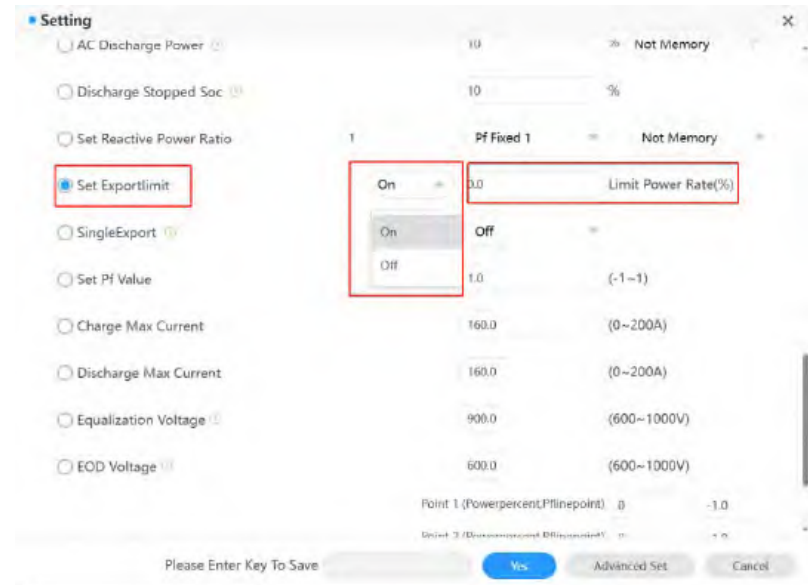 Setting
AC Discharge Power 10 % Not Memory
Discharge Stopped Soc 10 %
Set Reactive Power Ratio 1 Pf Fixed 1 Not Memory
Set Exportlimit On 0.0 Limit Power Rate(%)
SingleExport On Off
Off
Set Pf Value 1.0 (-1~1)
Charge Max Current 160.0 (0~200A)
Discharge Max Current 160.0 (0~200A)
Equalization Voltage 900.0 (600~1000V)
EOD Voltage 600.0 (600~1000V)
Point 1 (Powerpercent,Pflinepoint) 0 -1.0
Please Enter Key To Save Yes Advanced Set Cancel